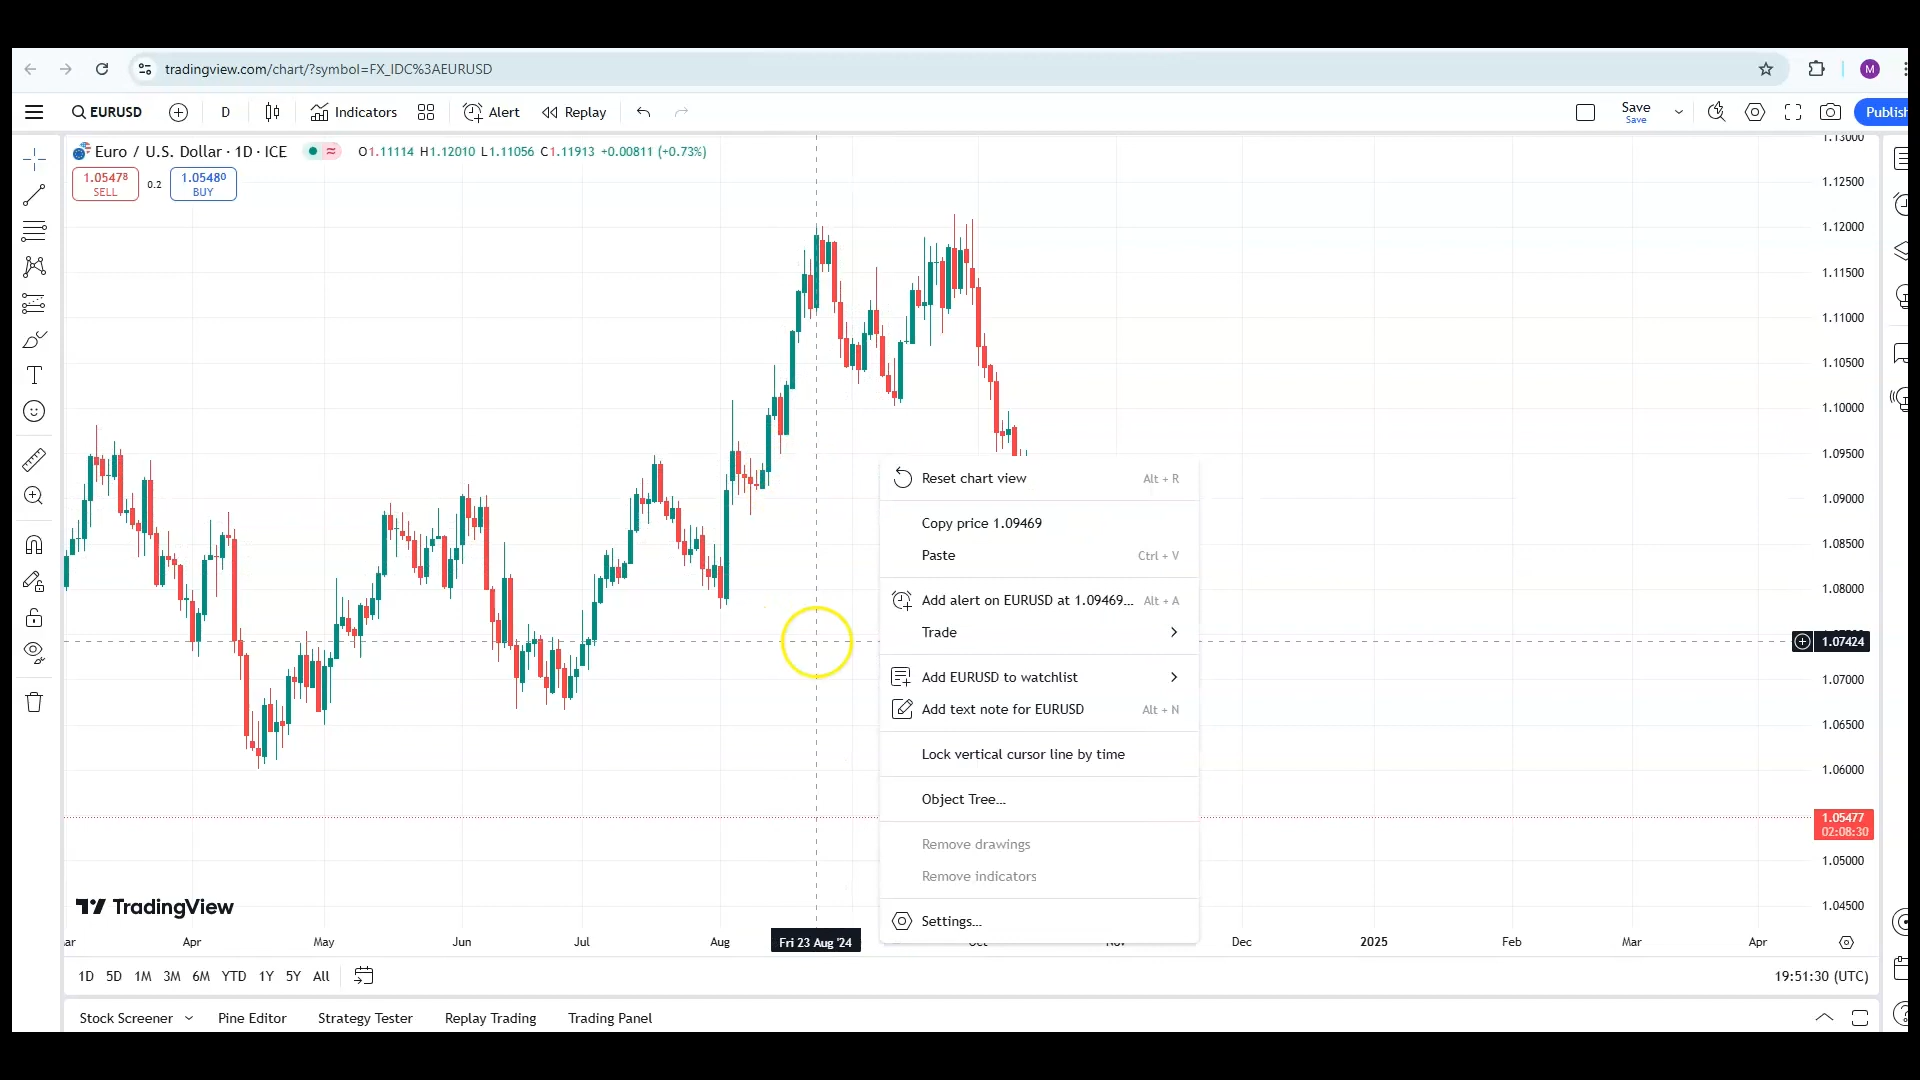 tradingview.com/chart/?symbol=FX_IDC%3AEURUSD
M
EURUSD
D
Indicators
Alert
Replay
Save
Save
Publish
Euro / U.S. Dollar · 1D · ICE
O1.11114 H1.12010 L1.11056 C1.11913 +0.00811 (+0.73%)
1.05478
SELL
0.2
1.05480
BUY
1.13000
1.12500
1.12000
1.11500
1.11000
1.10500
1.10000
1.09500
1.09000
1.08500
1.08000
1.07424
1.07000
1.06500
1.06000
1.05477
02:08:30
1.05000
1.04500
Reset chart view Alt + R
Copy price 1.09469
Paste Ctrl + V
Add alert on EURUSD at 1.09469... Alt + A
Trade
Add EURUSD to watchlist
Add text note for EURUSD Alt + N
Lock vertical cursor line by time
Object Tree...
Remove drawings
Remove indicators
Settings...
TradingView
ar Apr May Jun Jul Aug Fri 23 Aug '24 Oct Nov Dec 2025 Feb Mar Apr
1D 5D 1M 3M 6M YTD 1Y 5Y All
19:51:30 (UTC)
Stock Screener Pine Editor Strategy Tester Replay Trading Trading Panel